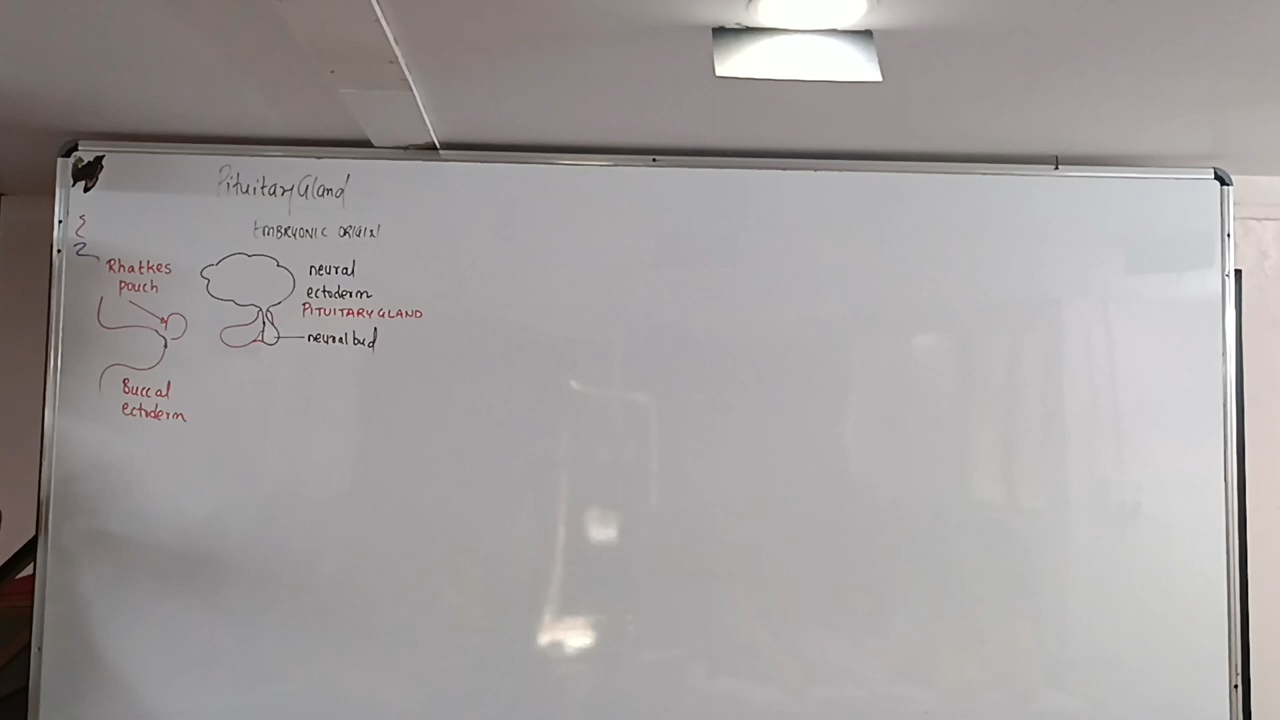 Pituitary Gland
EMBRYONIC ORIGIN
Rhatkes
pouch
neural
ectoderm
PITUITARY GLAND
neural bud
Buccal
ectoderm